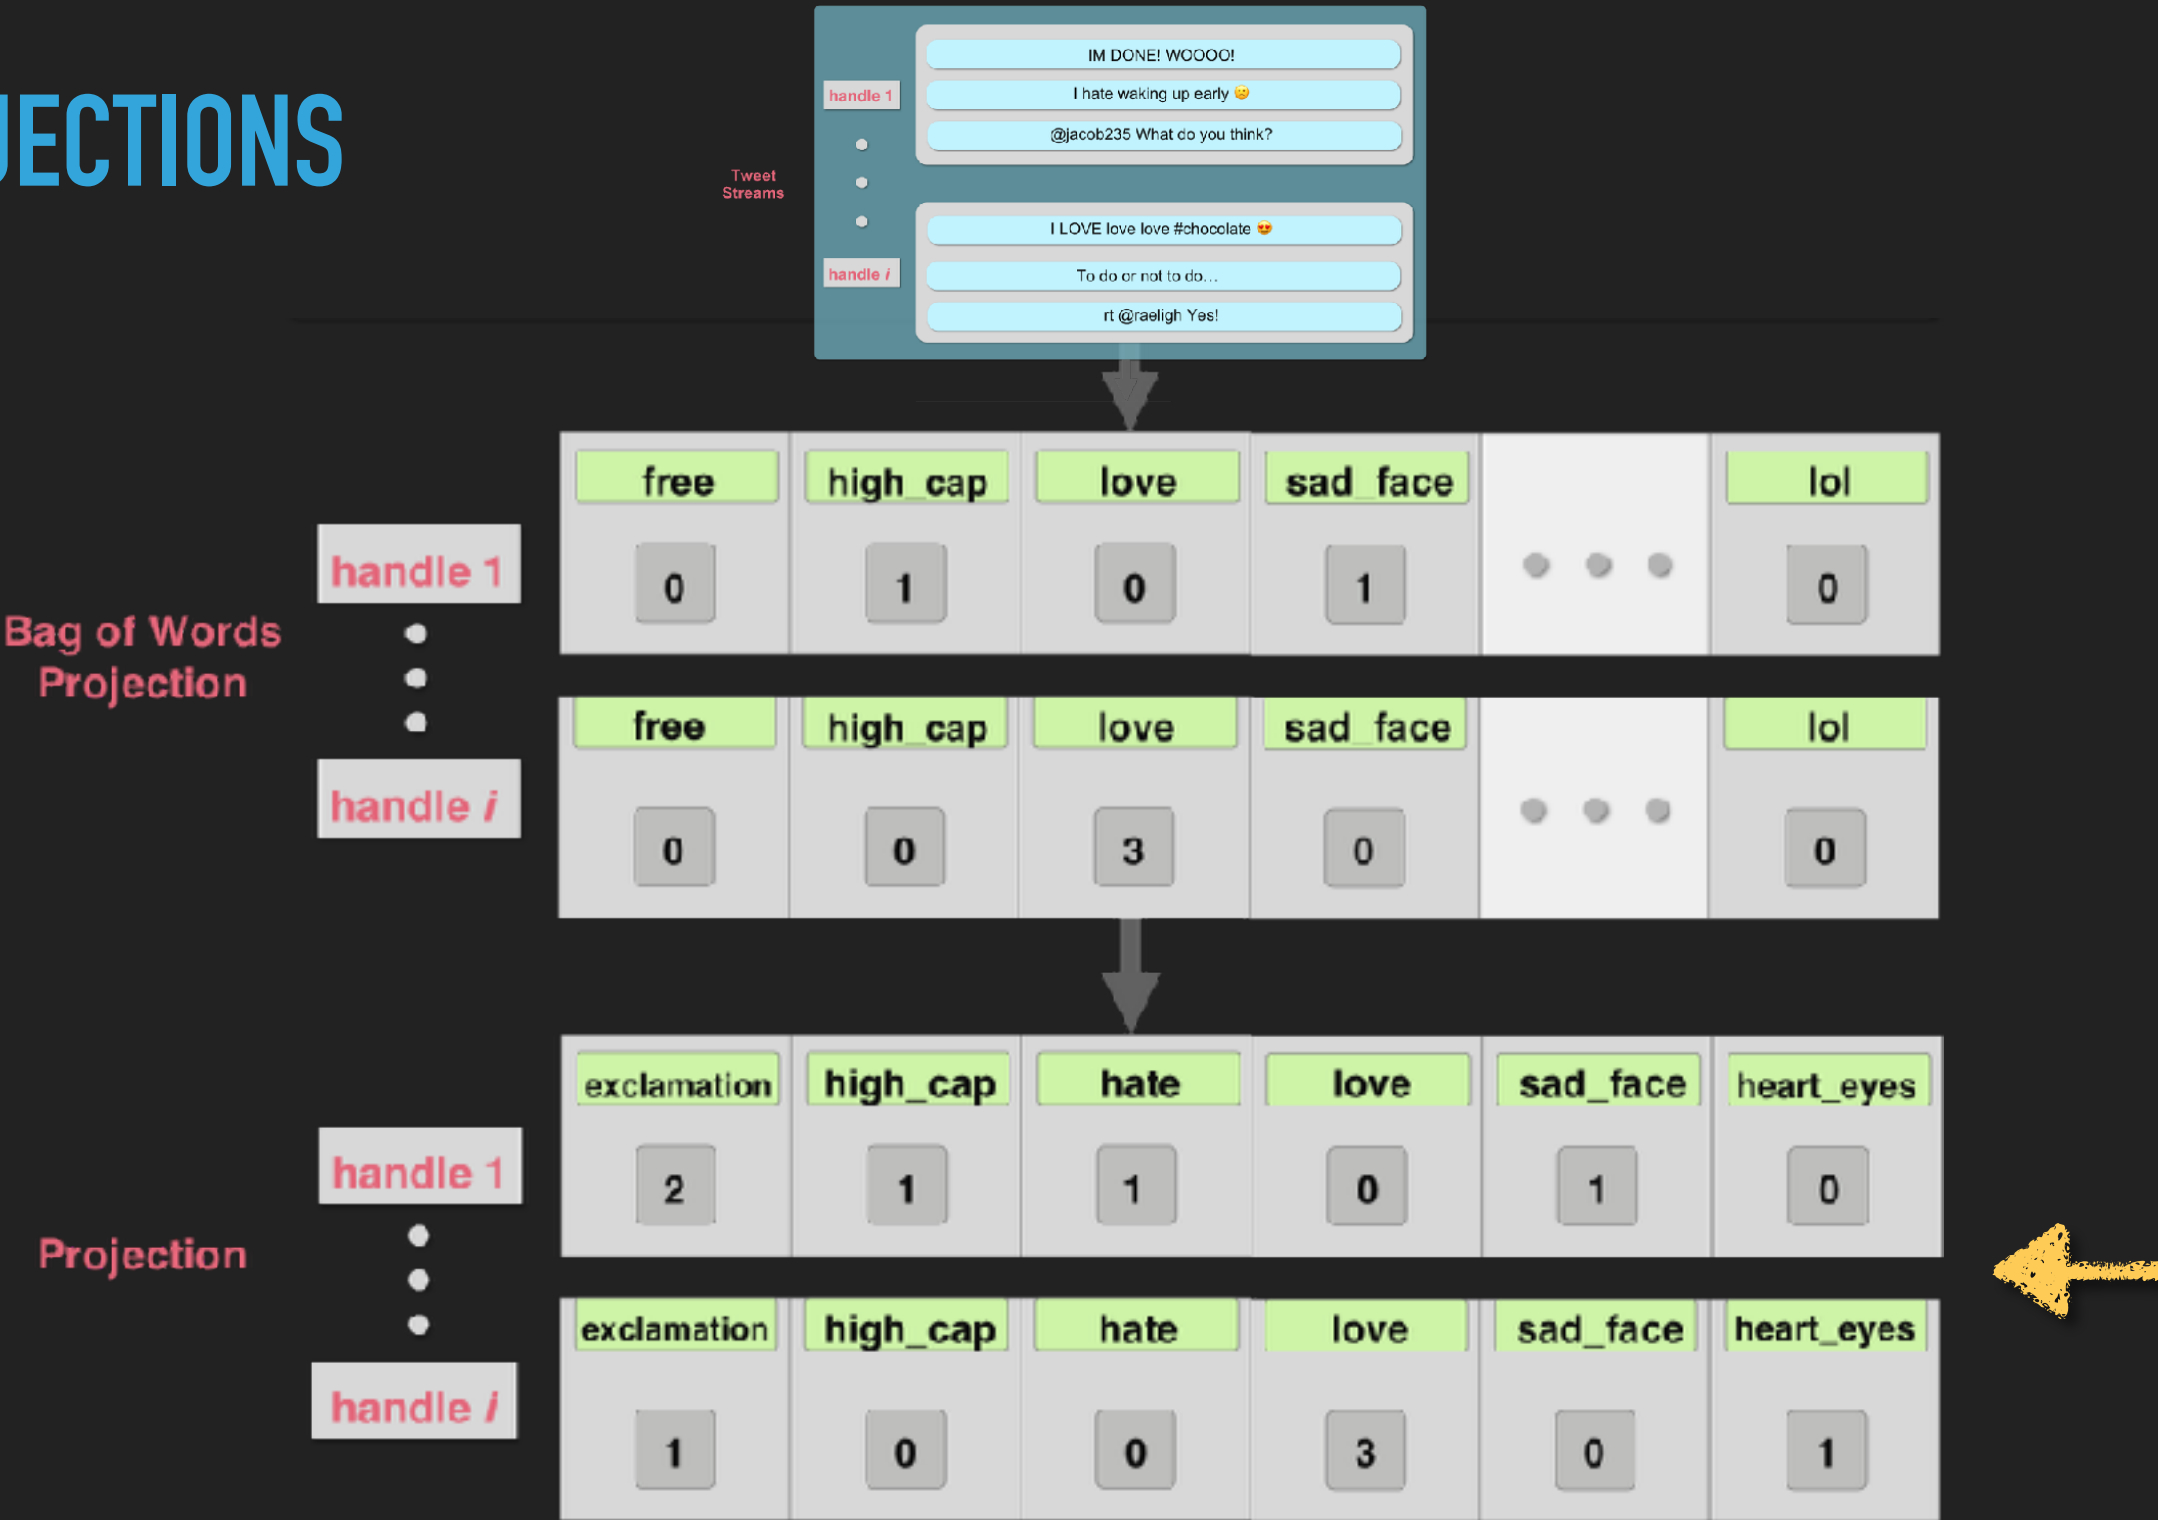 JECTIONS
IM DONE! WOOOO!
handle 1
I hate waking up early 😕
@jacob235 What do you think?
Tweet
Streams
I LOVE love love #chocolate 😍
handle i
To do or not to do...
rt @raeligh Yes!
free high_cap love sad_face lol
handle 1
0 1 0 1 0
Bag of Words
Projection
free high_cap love sad_face lol
handle i
0 0 3 0 0
exclamation high_cap hate love sad_face heart_eyes
handle 1
2 1 1 0 1 0
Projection
exclamation high_cap hate love sad_face heart_eyes
handle i
1 0 0 3 0 1